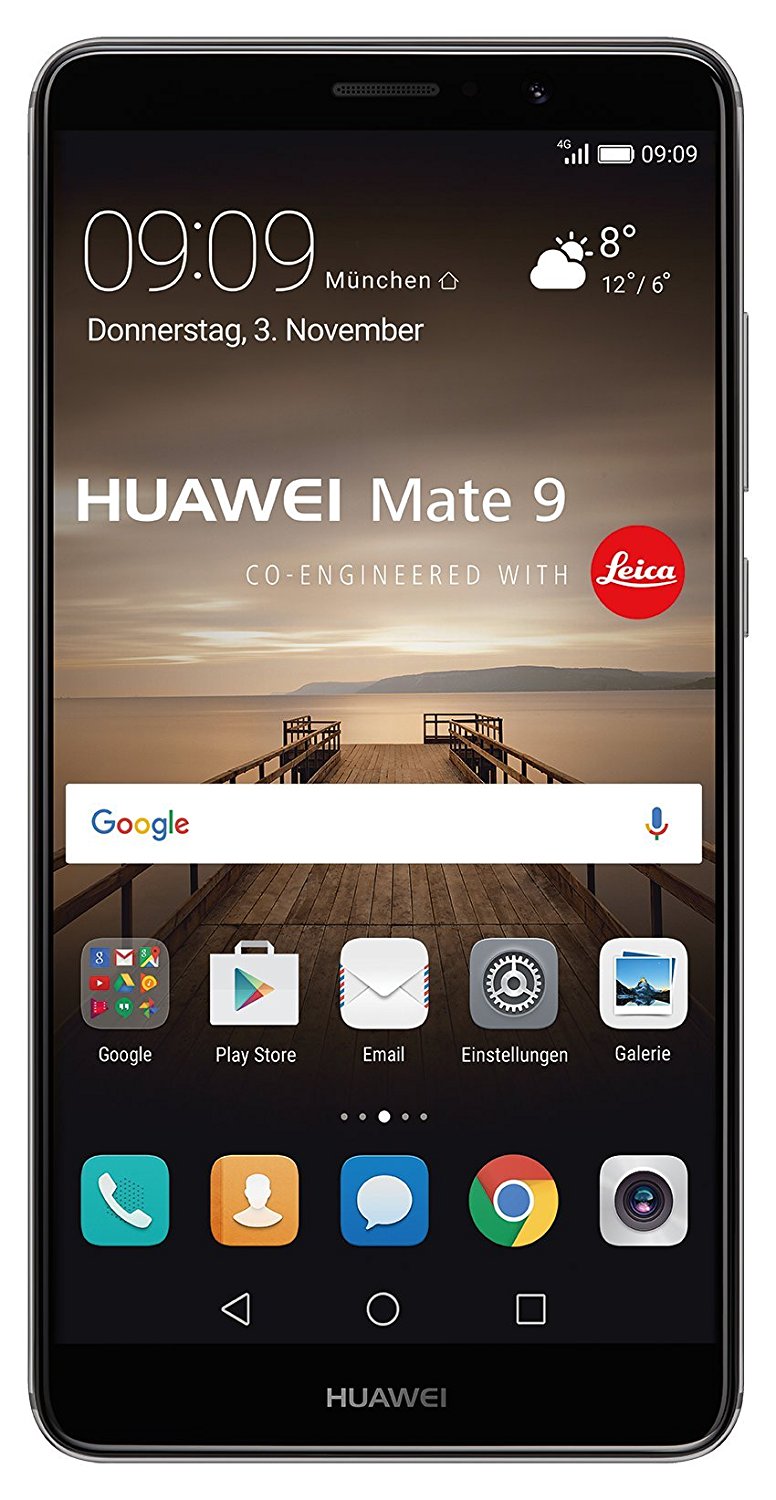 4G 09:09
09:09 München
8°
12°/ 6°
Donnerstag, 3. November
HUAWEI Mate 9
CO-ENGINEERED WITH Leica
Google
Google Play Store Email Einstellungen Galerie
HUAWEI